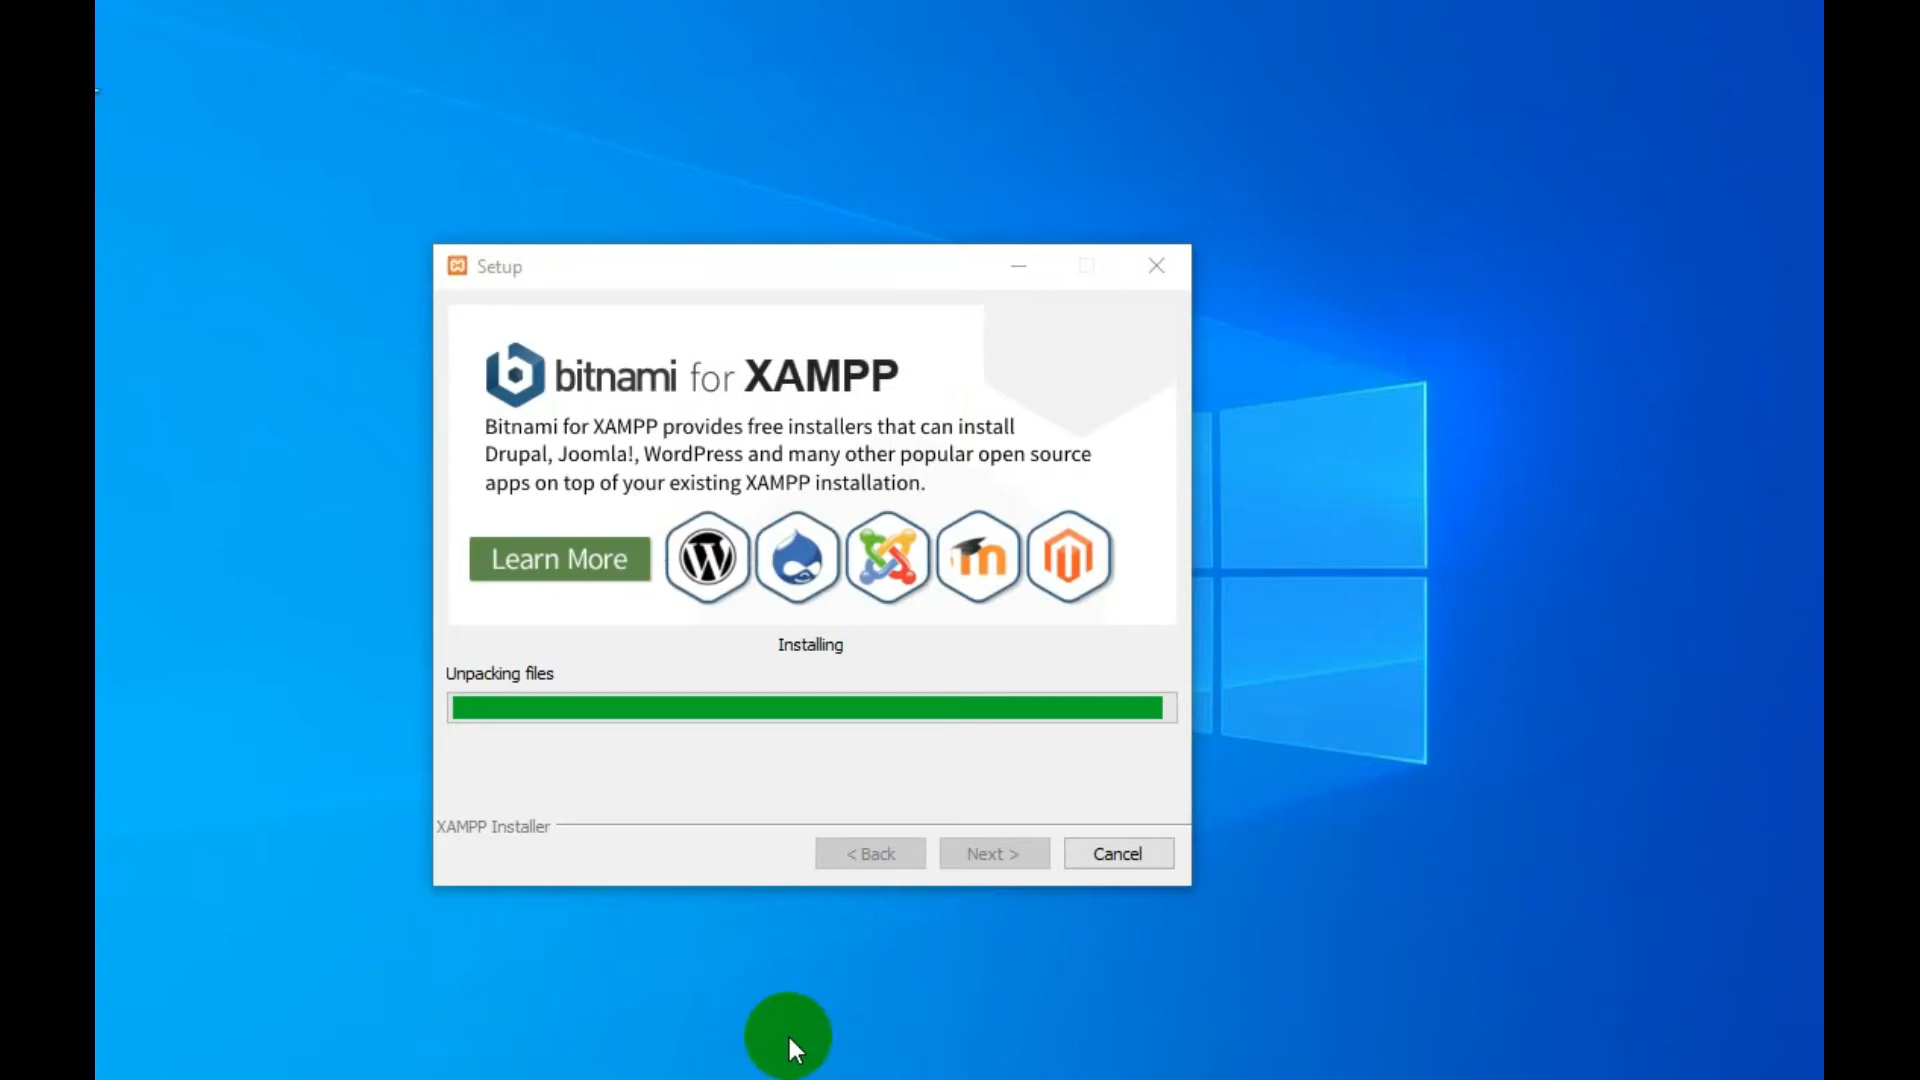 Setup
bitnami for XAMPP
Bitnami for XAMPP provides free installers that can install
Drupal, Joomla!, WordPress and many other popular open source
apps on top of your existing XAMPP installation.
Learn More
Installing
Unpacking files
XAMPP Installer
< Back
Next >
Cancel